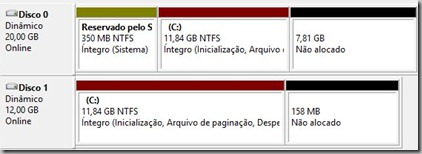 Disco 0
Dinâmico
20,00 GB
Online
Reservado pelo S
350 MB NTFS
Íntegro (Sistema)
(C:)
11,84 GB NTFS
Íntegro (Inicialização, Arquivo
7,81 GB
Não alocado
Disco 1
Dinâmico
12,00 GB
Online
(C:)
11,84 GB NTFS
Íntegro (Inicialização, Arquivo de paginação, Despe
158 MB
Não alocado